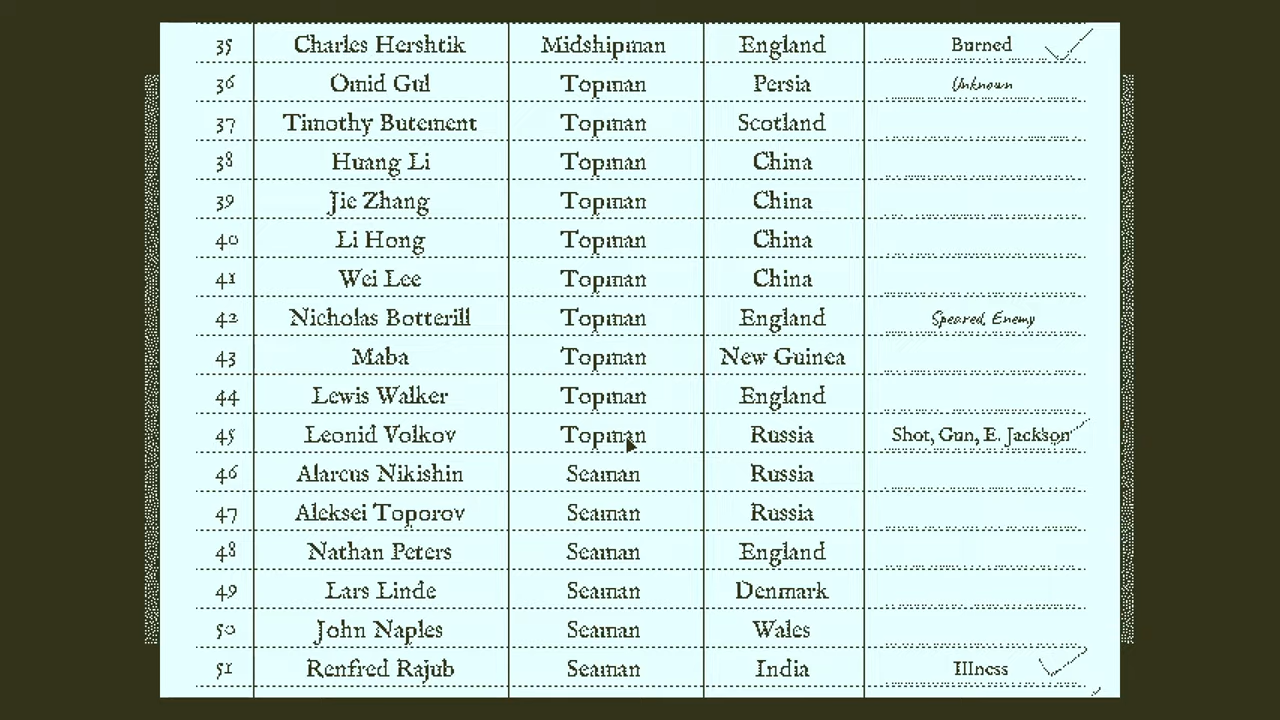 35 Charles Hershtik Midshipman England Burned
36 Omid Gul Topman Persia Unknown
37 Timothy Butement Topman Scotland
38 Huang Li Topman China
39 Jie Zhang Topman China
40 Li Hong Topman China
41 Wei Lee Topman China
42 Nicholas Botterill Topman England Speared, Enemy
43 Maba Topman New Guinea
44 Lewis Walker Topman England
45 Leonid Volkov Topman Russia Shot, Gun, E. Jackson
46 Alarcus Nikishin Seaman Russia
47 Aleksei Toporov Seaman Russia
48 Nathan Peters Seaman England
49 Lars Linde Seaman Denmark
50 John Naples Seaman Wales
51 Renfred Rajub Seaman India Illness